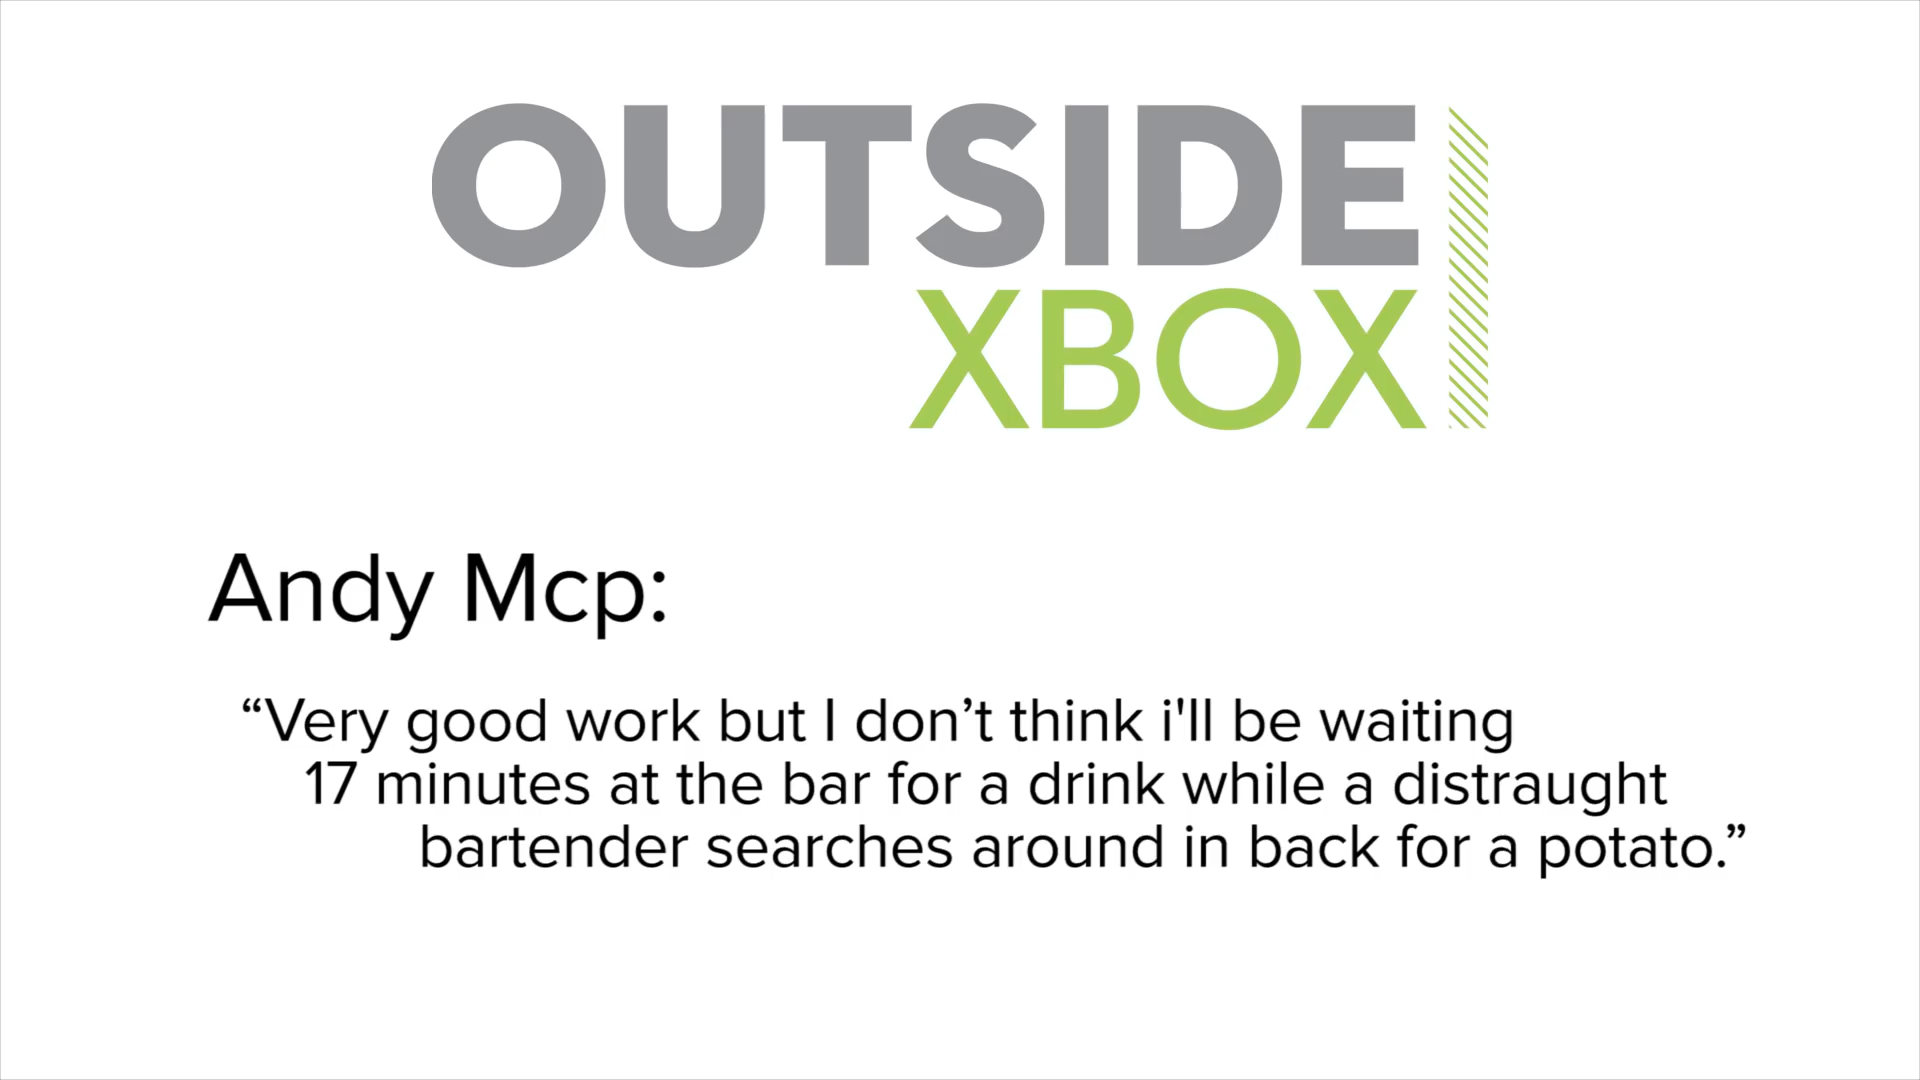 OUTSIDE
XBOX
Andy Mcp:
“Very good work but I don’t think i'll be waiting
17 minutes at the bar for a drink while a distraught
bartender searches around in back for a potato.”